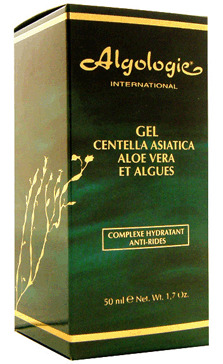 Algologie
INTERNATIONAL
GEL
CENTELLA ASIATICA
ALOE VERA
ET ALGUES
COMPLEXE HYDRATANT
ANTI-RIDES
50 ml e Net. Wt. 1,7 Oz.